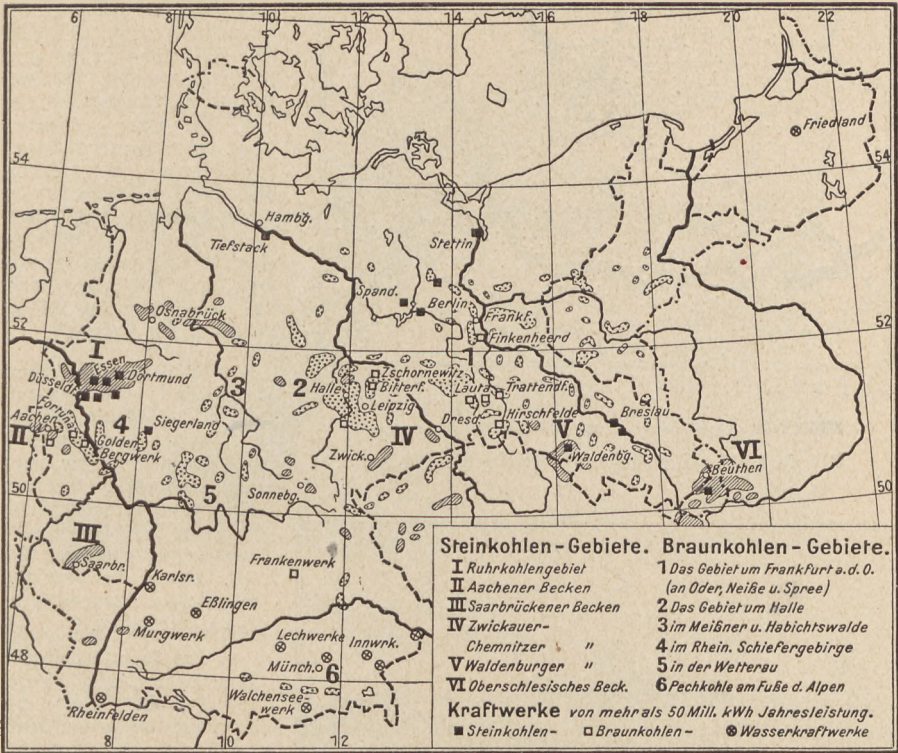 6 8 10 12 14 16 18 20 22
54 54
Friedland
Hambg.
Tiefstack
Stettin
Spand.
Berlin
Osnabrück
52 52
Frankf.
Finkenheerd
I 1
Essen
Dortmund
Düsseld.
3 2
Halle
Zschornewitz
Bitterf.
Lauta
Trattendf.
Fortuna
Leipzig
Aachen
II
4
Siegerland
Dresd.
Hirschfelde
Breslau
Golden-
Bergwerk
IV
V
VI
Zwick.
Waldenbg.
Beuthen
5
Sonnebg.
50 50
III
Saarbr.
Frankenwerk
Karlsr.
Eßlingen
Murgwerk
Lechwerke
Innwrk.
48
Münch.
6
Walchensee-
werk
Rheinfelden
8 10 12
Steinkohlen-Gebiete.
I Ruhrkohlengebiet
II Aachener Becken
III Saarbrückener Becken
IV Zwickauer-
Chemnitzer "
V Waldenburger "
VI Oberschlesisches Beck.
Braunkohlen-Gebiete.
1 Das Gebiet um Frankfurt a.d.O.
(an Oder, Neiße u. Spree)
2 Das Gebiet um Halle
3 im Meißner u. Habichtswalde
4 im Rhein. Schiefergebirge
5 in der Wetterau
6 Pechkohle am Fuße d. Alpen
Kraftwerke von mehr als 50 Mill. kWh Jahresleistung.
Steinkohlen- Braunkohlen- Wasserkraftwerke